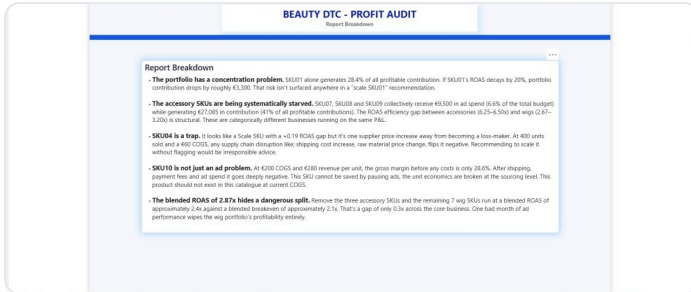 BEAUTY DTC - PROFIT AUDIT
Report Breakdown
...
Report Breakdown
• The portfolio has a concentration problem. SKU01 alone generates 28.4% of all profitable contribution. If SKU01's ROAS decays by 20%, portfolio
contribution drops by roughly €3,300. That risk isn't surfaced anywhere in a "scale SKU01" recommendation.
• The accessory SKUs are being systematically starved. SKU07, SKU08 and SKU09 collectively receive €9,500 in ad spend (6.6% of the total budget)
while generating €27,085 in contribution (41% of all profitable contributions). The ROAS efficiency gap between accessories (6.25–6.50x) and wigs (2.67–
3.20x) is structural. These are categorically different businesses running on the same P&L.
• SKU04 is a trap. It looks like a Scale SKU with a +0.19 ROAS gap but it's one supplier price increase away from becoming a loss-maker. At 400 units
sold and a €60 COGS, any supply chain disruption like; shipping cost increase, raw material price change, flips it negative. Recommending to scale it
without flagging would be irresponsible advice.
• SKU10 is not just an ad problem. At €200 COGS and €280 revenue per unit, the gross margin before any costs is only 28.6%. After shipping,
payment fees and ad spend it goes deeply negative. This SKU cannot be saved by passing ads, the unit economics are broken at the sourcing level. This
product should not exist in this catalogue at current COGS.
• The blended ROAS of 2.87x hides a dangerous split. Remove the three accessory SKUs and the remaining 7 wig SKUs run at a blended ROAS of
approximately 2.4x against a blended breakeven of approximately 2.1x. That's a gap of only 0.3x across the core business. One bad month of ad
performance wipes the wig portfolio's profitability entirely.